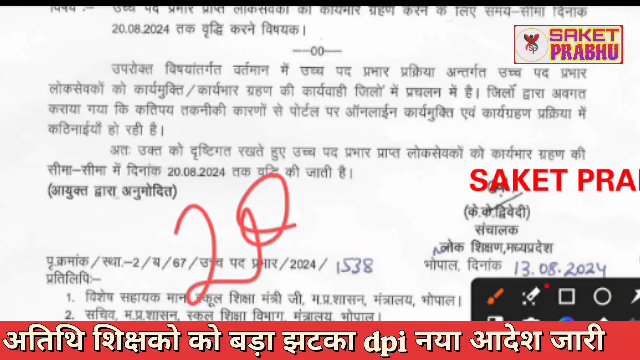 विषय :- उच्च पद प्रभार प्राप्त लोकसेवकों को कार्यभार ग्रहण करने के लिए समय-सीमा दिनांक
20.08.2024 तक वृद्धि करने विषयक।
SAKET
PRABHU
—00—
उपरोक्त विषयांतर्गत वर्तमान में उच्च पद प्रभार प्रक्रिया अन्तर्गत उच्च पद प्रभार
लोकसेवकों को कार्यमुक्ति/कार्यभार ग्रहण की कार्यवाही जिलों में प्रचलन में है। जिलों द्वारा अवगत
कराया गया कि कतिपय तकनीकी कारणों से पोर्टल पर ऑनलाईन कार्यमुक्ति एवं कार्यग्रहण प्रक्रिया में
कठिनाईयाँ हो रही है।
अतः उक्त को दृष्टिगत रखते हुए उच्च पद प्रभार प्राप्त लोकसेवकों को कार्यभार ग्रहण की
सीमा-सीमा में दिनांक 20.08.2024 तक वृद्धि की जाती है।
(आयुक्त द्वारा अनुमोदित)
SAKET PRA
20
(के.के.द्विवेदी)
संचालक
लोक शिक्षण,मध्यप्रदेश
पृ.क्रमांक/स्था.-2/ब/67/उच्च पद प्रभार/2024/ 1538
भोपाल, दिनांक 13.08.2024
प्रतिलिपिः-
1. विशेष सहायक मान. स्कूल शिक्षा मंत्री जी, म.प्र.शासन, मंत्रालय, भोपाल।
2. सचिव, म.प्र.शासन, स्कूल शिक्षा विभाग, मंत्रालय, भोपाल।
अतिथि शिक्षको को बड़ा झटका dpi नया आदेश जारी